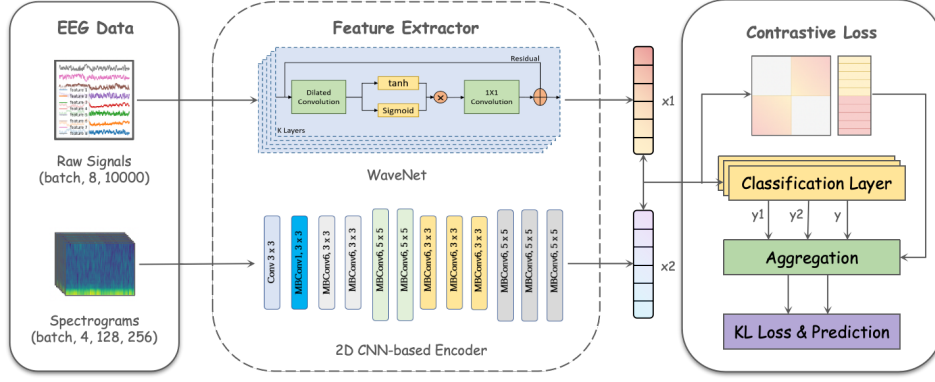 EEG Data
Raw Signals
(batch, 8, 10000)
Spectrograms
(batch, 4, 128, 256)
Feature Extractor
Residual
Dilated
Convolution
tanh
Sigmoid
1X1
Convolution
K Layers
WaveNet
Conv 3 x 3
MBConv1, 3 x 3
MBConv6, 3 x 3
MBConv6, 3 x 3
MBConv6, 5 x 5
MBConv6, 5 x 5
MBConv6, 3 x 3
MBConv6, 3 x 3
MBConv6, 3 x 3
MBConv6, 5 x 5
MBConv6, 5 x 5
MBConv6, 5 x 5
2D CNN-based Encoder
x1
x2
Contrastive Loss
Classification Layer
y1
y2
y
Aggregation
KL Loss & Prediction